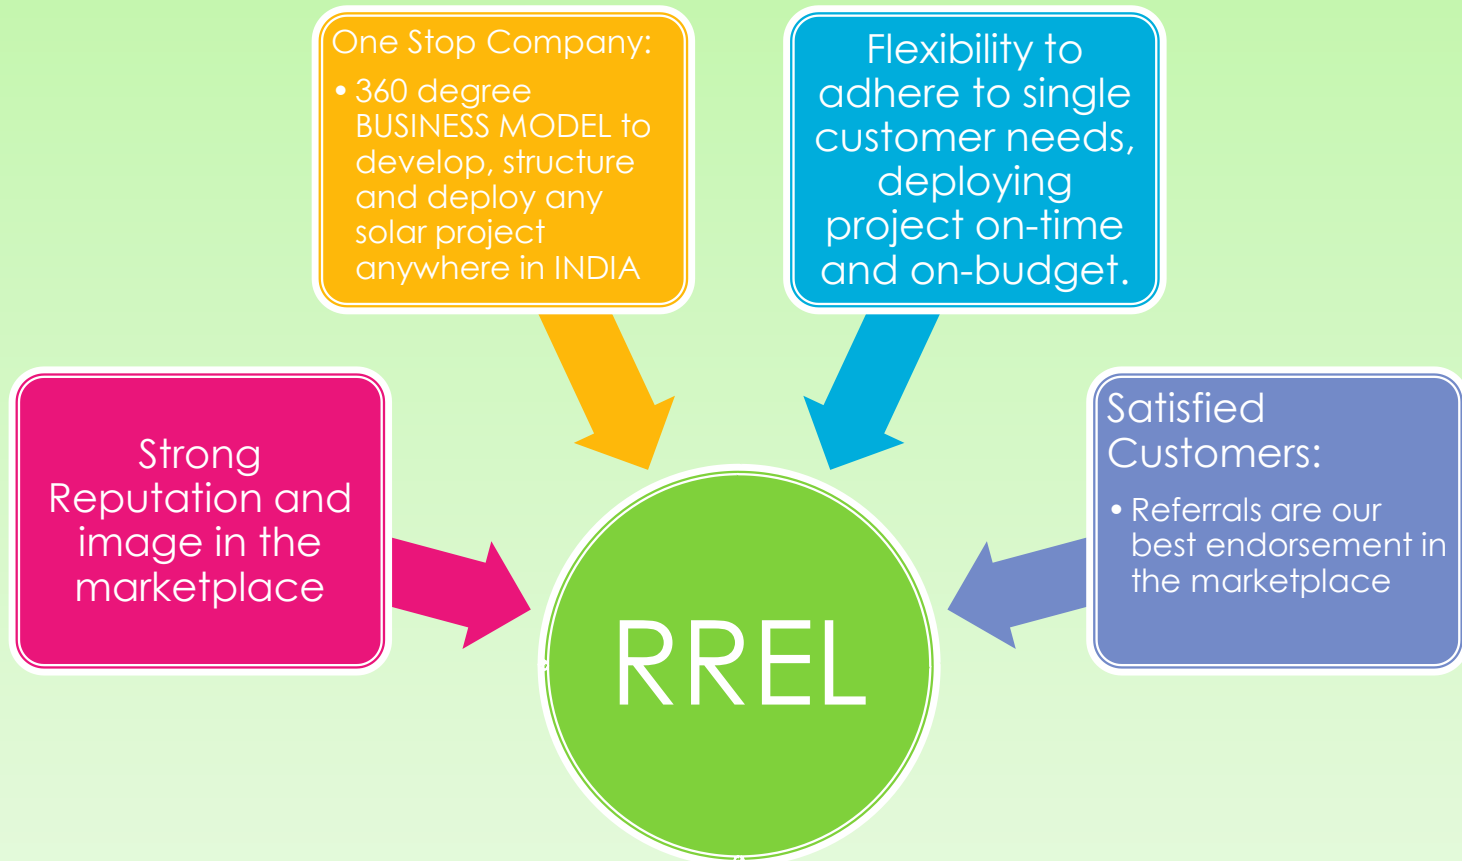 One Stop Company:
• 360 degree
BUSINESS MODEL to
develop, structure
and deploy any
solar project
anywhere in INDIA
Flexibility to
adhere to single
customer needs,
deploying
project on-time
and on-budget.
Strong
Reputation and
image in the
marketplace
Satisfied
Customers:
• Referrals are our
best endorsement in
the marketplace
RREL